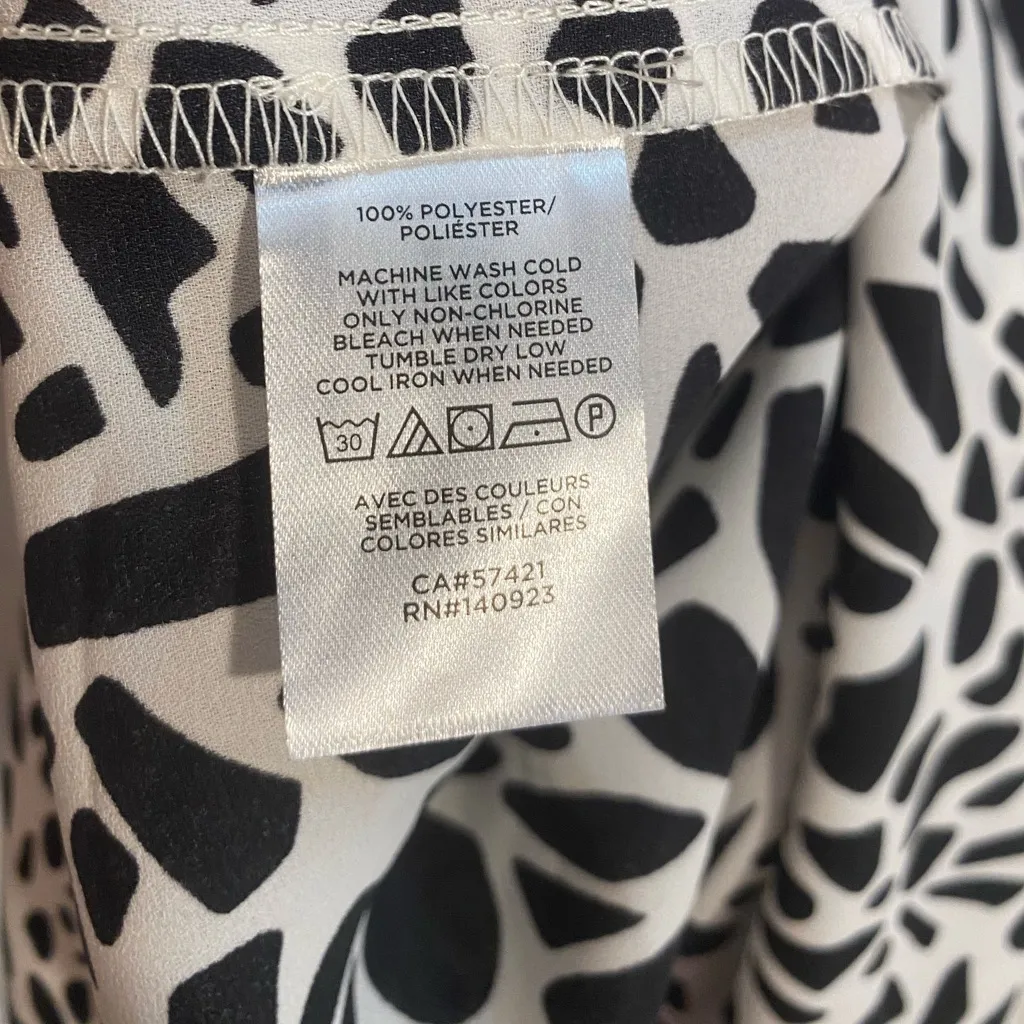 100% POLYESTER/
POLIÉSTER
MACHINE WASH COLD
WITH LIKE COLORS
ONLY NON-CHLORINE
BLEACH WHEN NEEDED
TUMBLE DRY LOW
COOL IRON WHEN NEEDED
30 P
AVEC DES COULEURS
SEMBLABLES / CON
COLORES SIMILARES
CA#57421
RN#140923